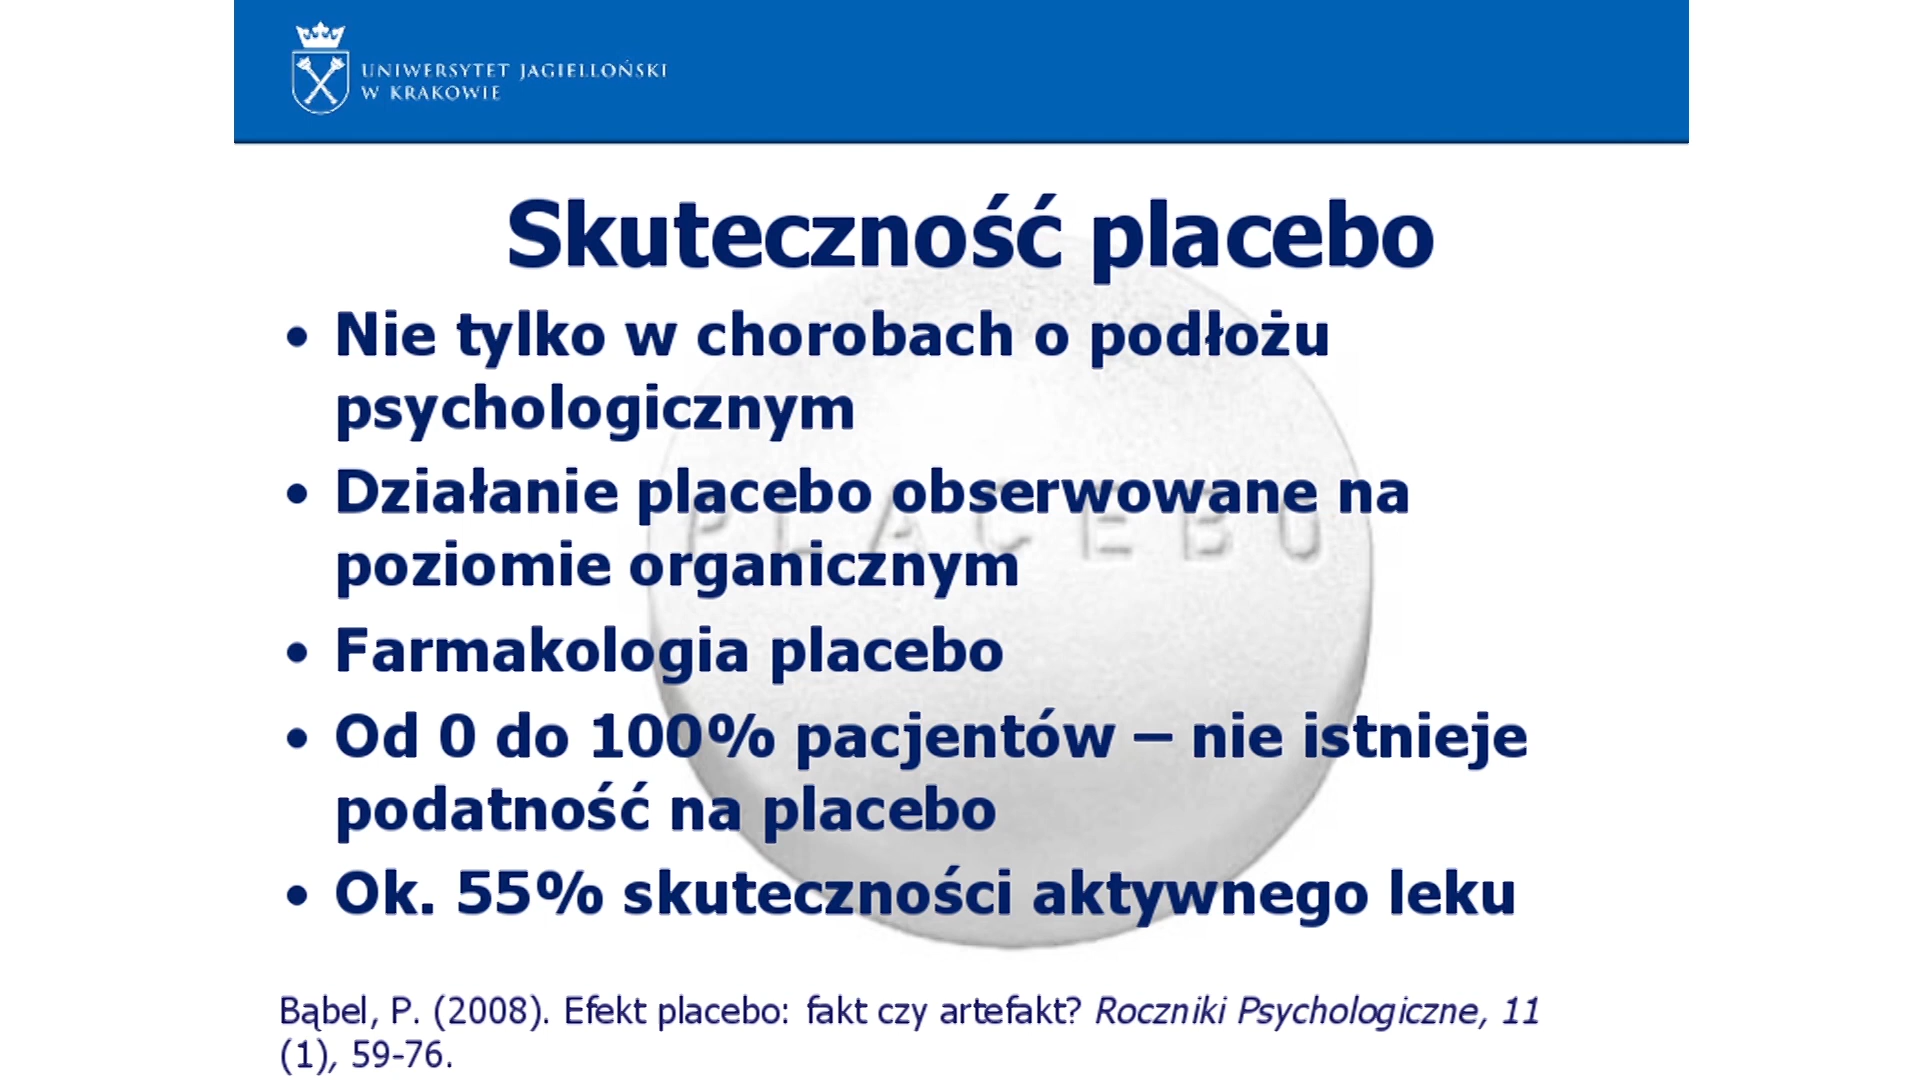 UNIWERSYTET JAGIELLOŃSKI
W KRAKOWIE
Skuteczność placebo
• Nie tylko w chorobach o podłożu
psychologicznym
• Działanie placebo obserwowane na
poziomie organicznym
• Farmakologia placebo
• Od 0 do 100% pacjentów – nie istnieje
podatność na placebo
• Ok. 55% skuteczności aktywnego leku
PLACEBO
Bąbel, P. (2008). Efekt placebo: fakt czy artefakt? Roczniki Psychologiczne, 11
(1), 59-76.